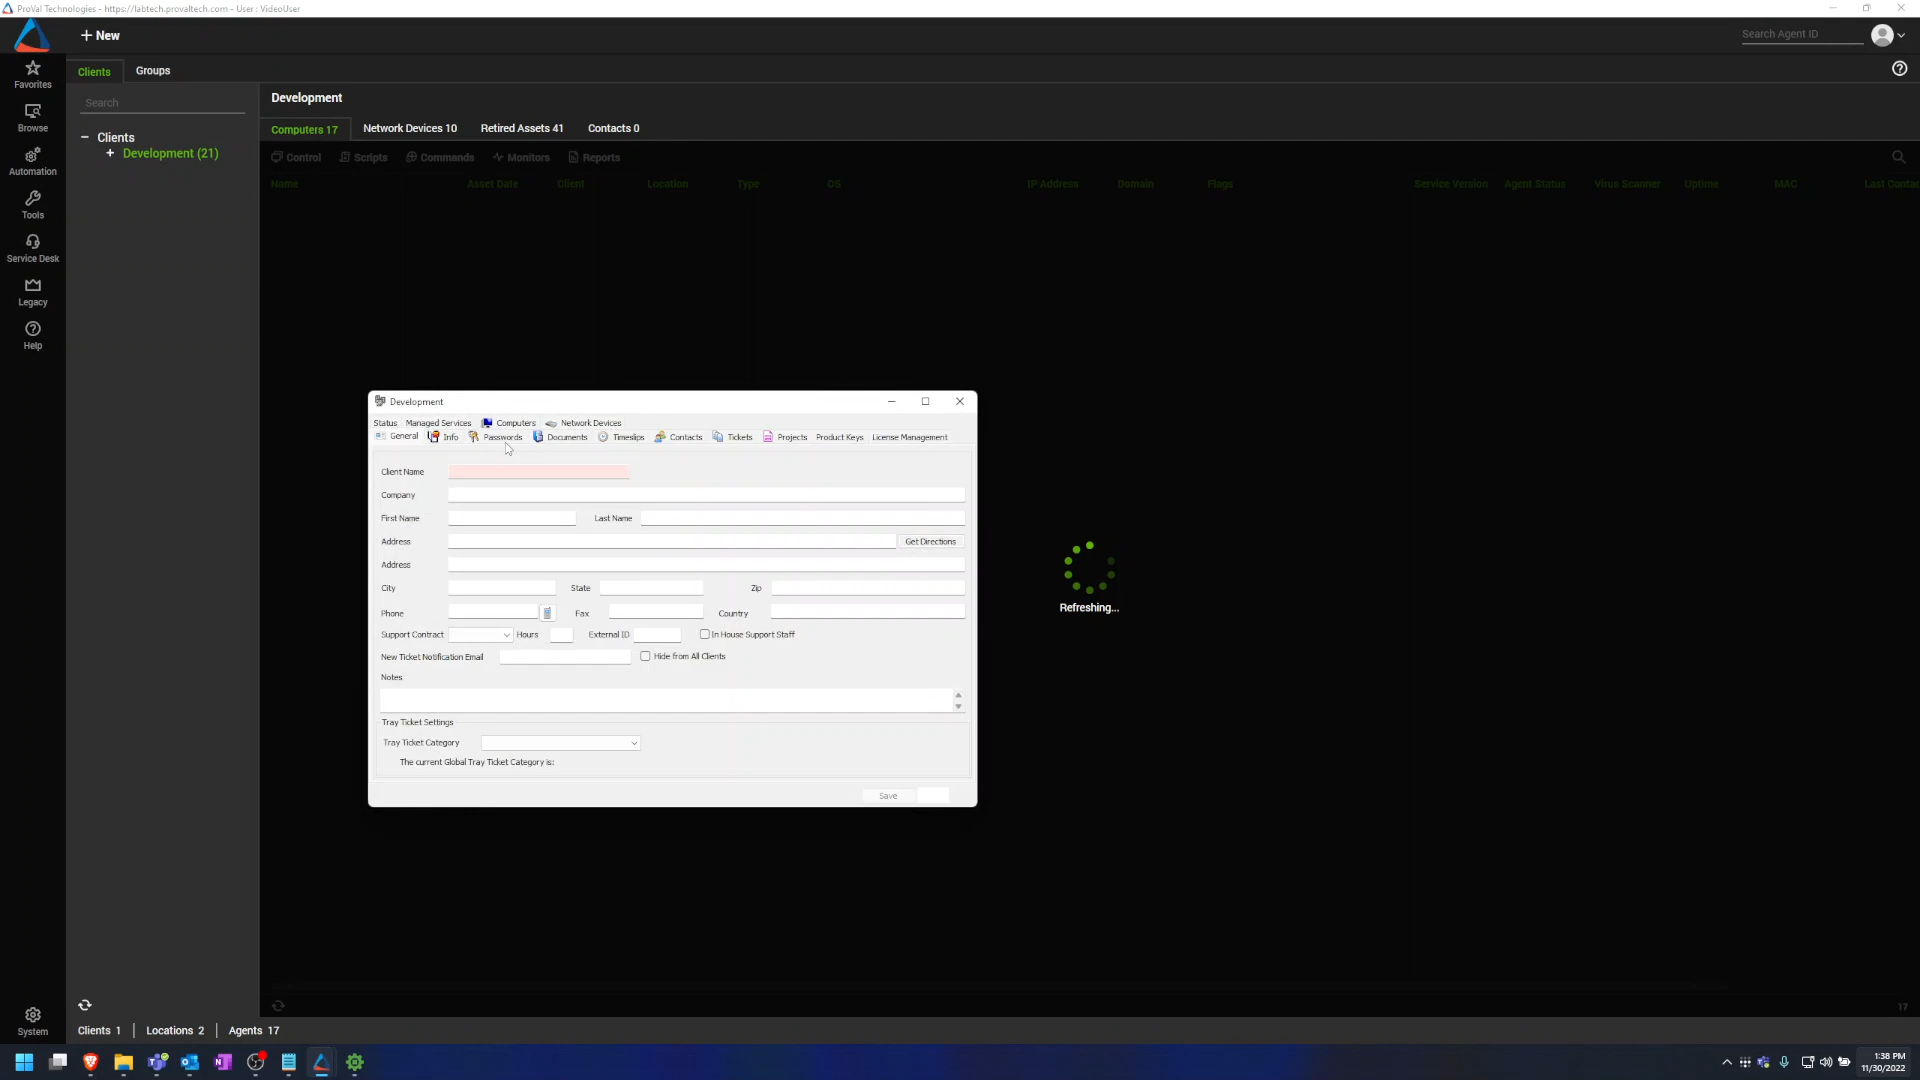 ProVal Technologies - https://labtech.provaltech.com - User : VideoUser
New
Search Agent ID
Favorites
Browse
Automation
Tools
Service Desk
Legacy
Help
System
Clients
Groups
Search
Clients
Development (21)
Development
Computers 17
Network Devices 10
Retired Assets 41
Contacts 0
Control
Scripts
Commands
Monitors
Reports
Name
Asset Date
Client
Location
Type
OS
IP Address
Domain
Flags
Service Version
Agent Status
Virus Scanner
Uptime
MAC
Last Contac
Development
Status
Managed Services
Computers
Network Devices
General
Info
Passwords
Documents
Timeslips
Contacts
Tickets
Projects
Product Keys
License Management
Client Name
Company
First Name
Last Name
Address
Get Directions
Address
City
State
Zip
Phone
Fax
Country
Support Contract
Hours
External ID
In House Support Staff
New Ticket Notification Email
Hide from All Clients
Notes
Tray Ticket Settings
Tray Ticket Category
The current Global Tray Ticket Category is:
Save
Refreshing...
17
Clients 1
Locations 2
Agents 17
1:38 PM
11/30/2022